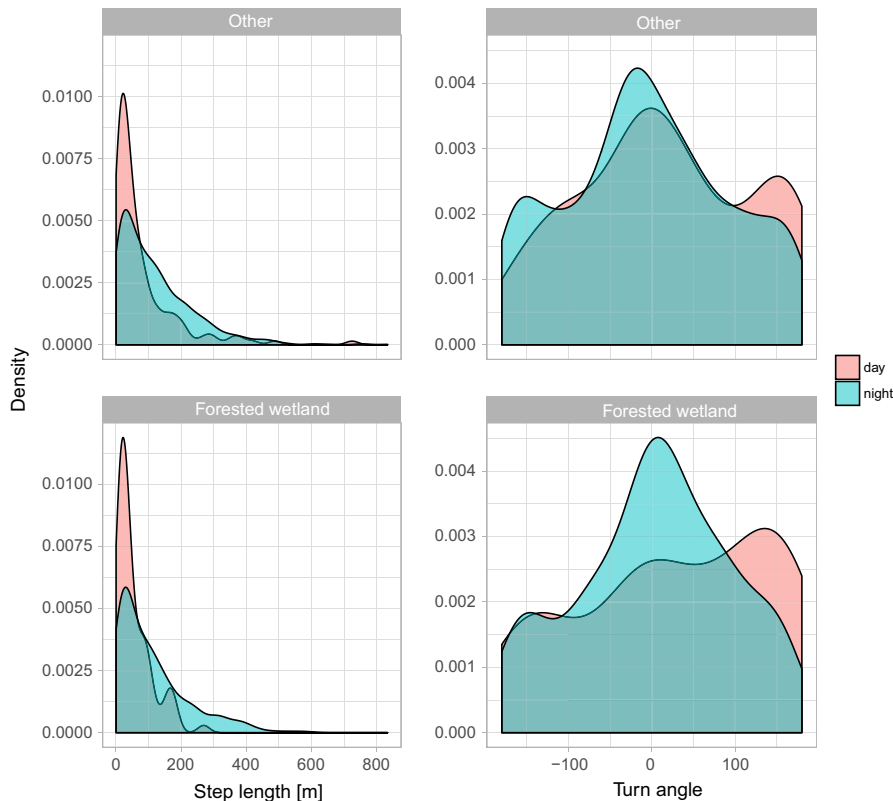 Other
Other
0.0100
0.0075
0.0050
0.0025
0.0000
0.004
0.003
0.002
0.001
0.000
Density
day
night
Forested wetland
Forested wetland
0.0100
0.0075
0.0050
0.0025
0.0000
0.004
0.003
0.002
0.001
0.000
0 200 400 600 800
−100 0 100
Step length [m]
Turn angle